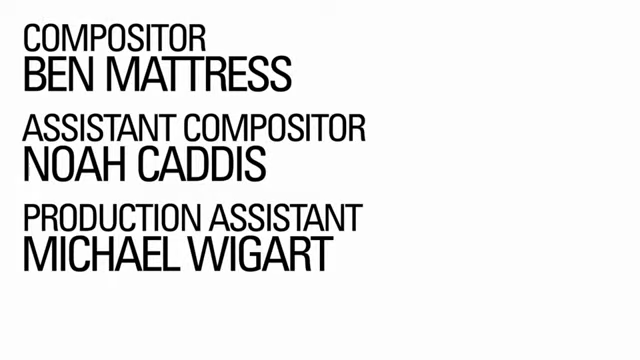 COMPOSITOR
BEN MATTRESS
ASSISTANT COMPOSITOR
NOAH CADDIS
PRODUCTION ASSISTANT
MICHAEL WIGART